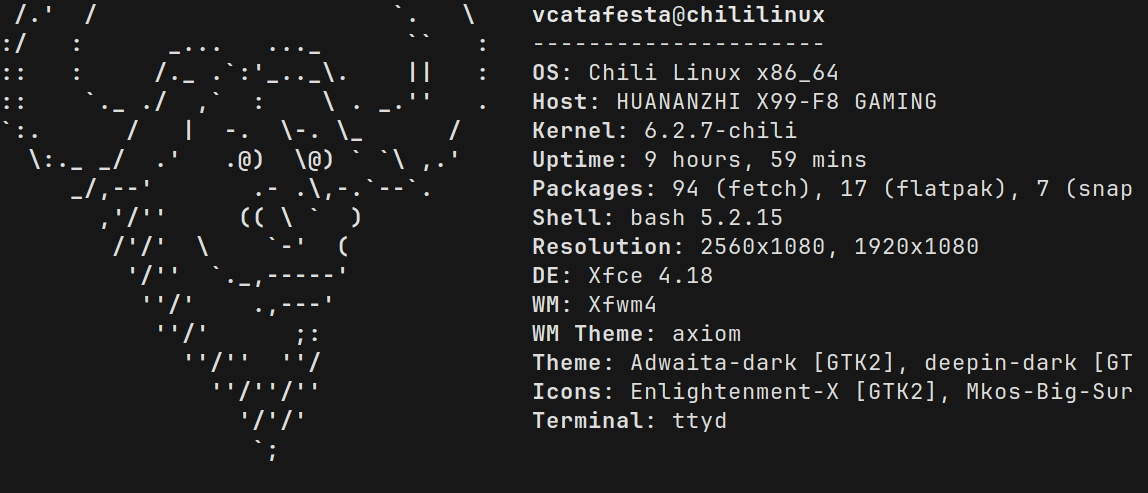 vcatafesta@chililinux
---------------------
OS: Chili Linux x86_64
Host: HUANANZHI X99-F8 GAMING
Kernel: 6.2.7-chili
Uptime: 9 hours, 59 mins
Packages: 94 (fetch), 17 (flatpak), 7 (snap
Shell: bash 5.2.15
Resolution: 2560x1080, 1920x1080
DE: Xfce 4.18
WM: Xfwm4
WM Theme: axiom
Theme: Adwaita-dark [GTK2], deepin-dark [GT
Icons: Enlightenment-X [GTK2], Mkos-Big-Sur
Terminal: ttyd